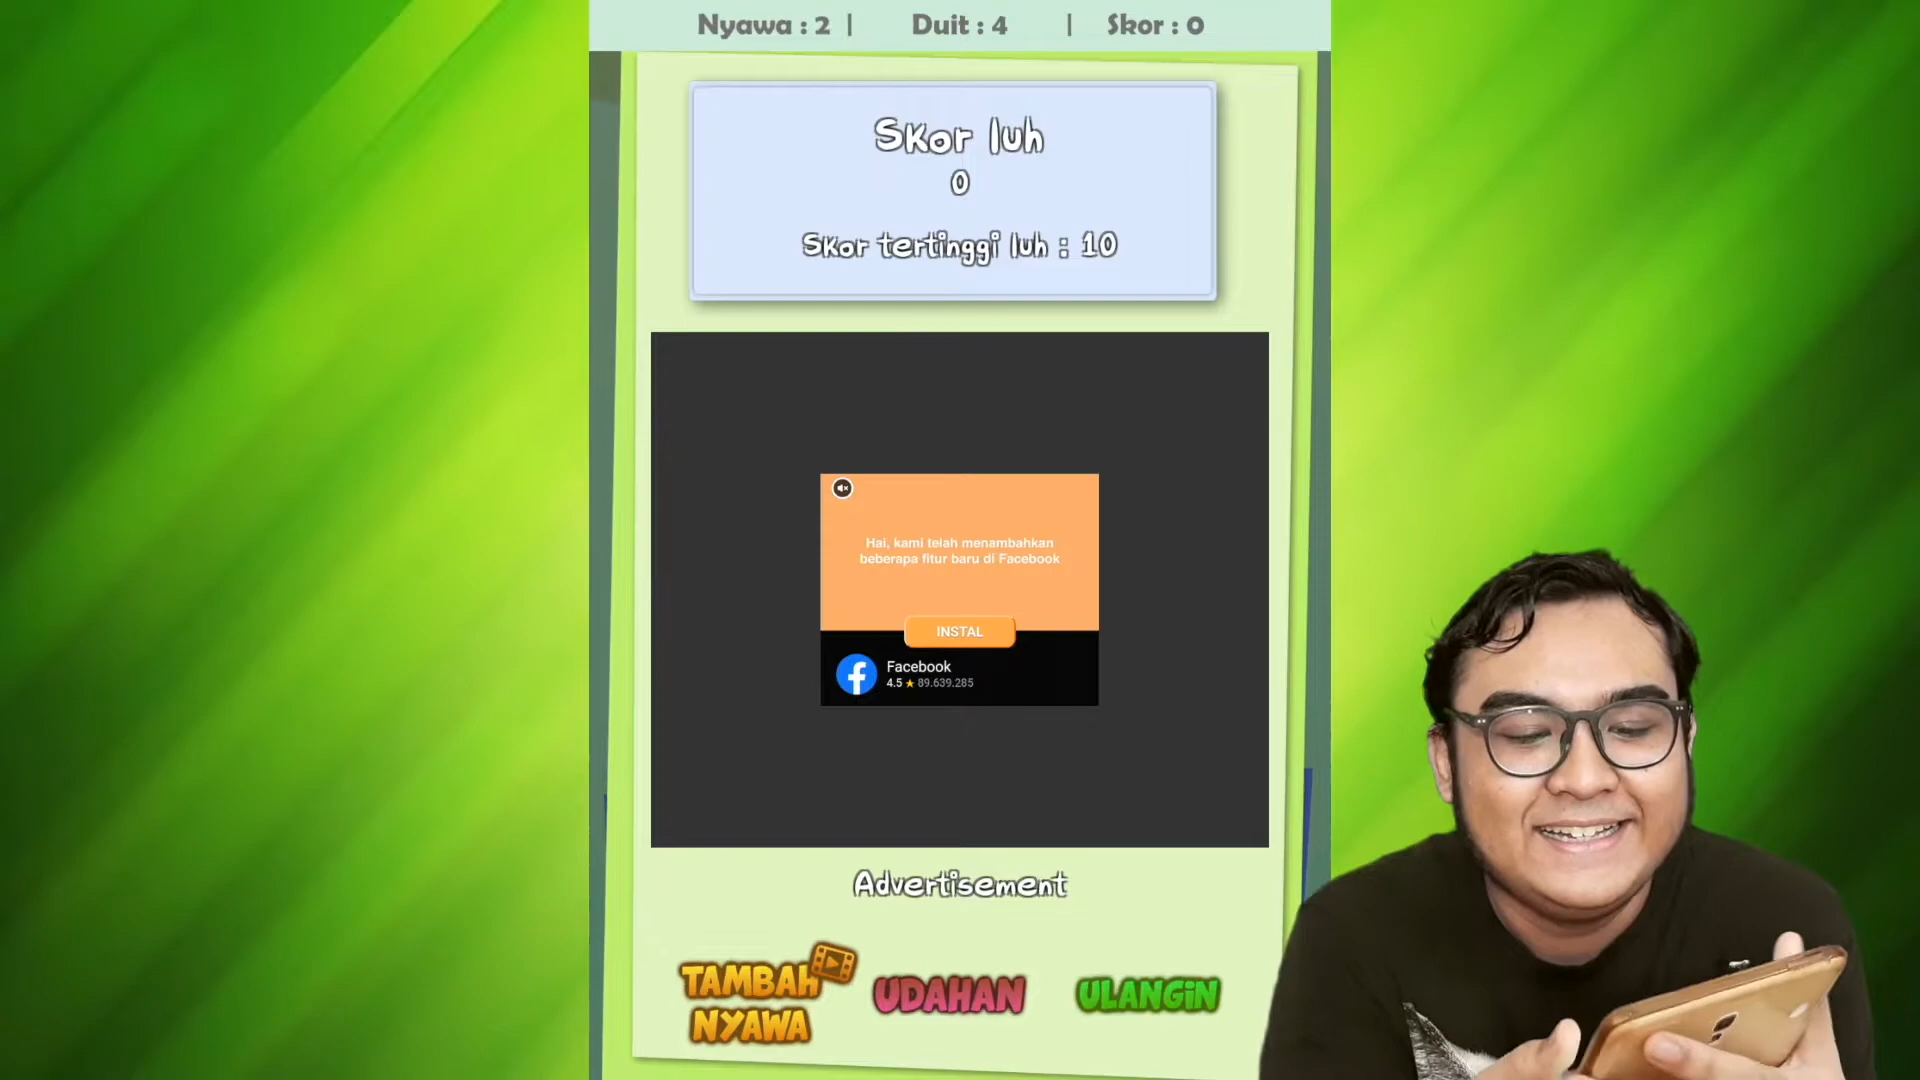 Nyawa : 2 | Duit : 4 | Skor : 0
Skor luh
0
Skor tertinggi luh : 10
Hai, kami telah menambahkan
beberapa fitur baru di Facebook
INSTAL
Facebook
4.5 ★ 89.639.285
Advertisement
TAMBAH
NYAWA
UDAHAN
ULANGIN